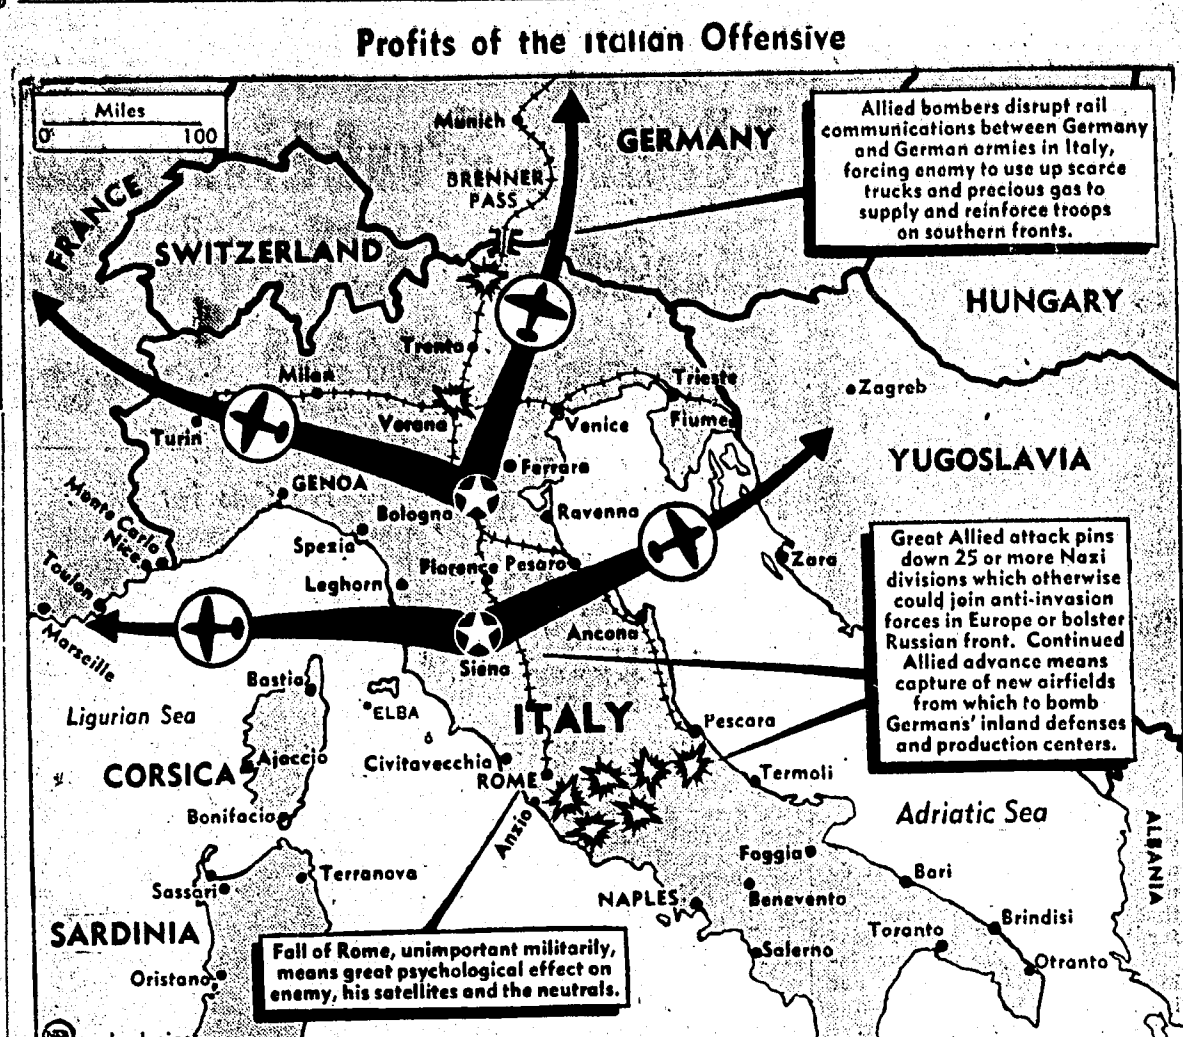 Profits of the Italian Offensive
Miles
0 100
Munich
GERMANY
BRENNER
PASS
Allied bombers disrupt rail
communications between Germany
and German armies in Italy,
forcing enemy to use up scarce
trucks and precious gas to
supply and reinforce troops
on southern fronts.
FRANCE
SWITZERLAND
HUNGARY
Trento
Milan
Trieste
Zagreb
Turin
Verona
Venice
Fiume
YUGOSLAVIA
Ferrara
GENOA
Monte Carlo
Nice
Bologna
Ravenna
Spezia
Florence
Pesaro
Zara
Toulon
Leghorn
Marseille
Ancona
Siena
Great Allied attack pins
down 25 or more Nazi
divisions which otherwise
could join anti-invasion
forces in Europe or bolster
Russian front. Continued
Allied advance means
capture of new airfields
from which to bomb
Germans' inland defenses
and production centers.
Bastia
Ligurian Sea
ELBA
ITALY
Pescara
CORSICA
Ajaccio
Civitavecchia
ROME
Termoli
Bonifacio
Anzio
Adriatic Sea
ALBANIA
Foggia
Sassari
Terranova
NAPLES
Benevento
Bari
SARDINIA
Toranto
Brindisi
Salerno
Otranto
Oristano
Fall of Rome, unimportant militarily,
means great psychological effect on
enemy, his satellites and the neutrals.